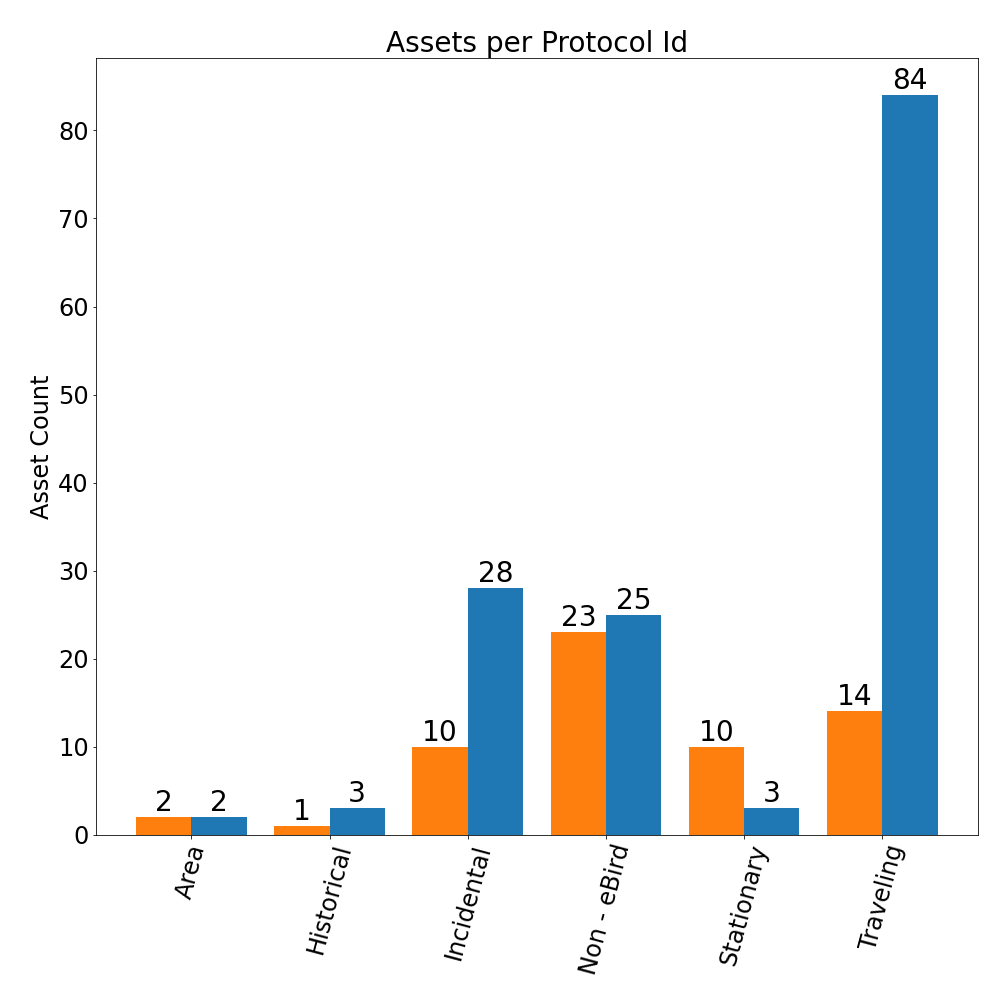 Assets per Protocol Id
Asset Count
80
70
60
50
40
30
20
10
0
2 2
1 3
10 28
23 25
10 3
14 84
Area
Historical
Incidental
Non - eBird
Stationary
Traveling